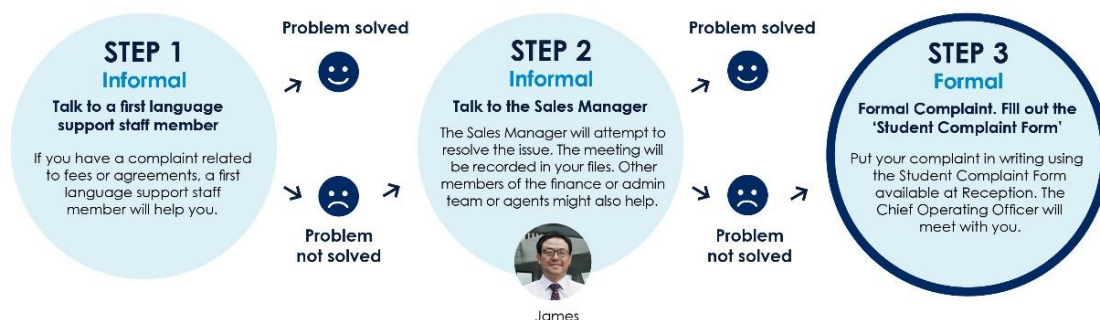 STEP 1
Informal
Talk to a first language
support staff member
If you have a complaint related
to fees or agreements, a first
language support staff
member will help you.
Problem solved
Problem
not solved
STEP 2
Informal
Talk to the Sales Manager
The Sales Manager will attempt to
resolve the issue. The meeting will
be recorded in your files. Other
members of the finance or admin
team or agents might also help.
James
Problem solved
Problem
not solved
STEP 3
Formal
Formal Complaint. Fill out the
‘Student Complaint Form’
Put your complaint in writing using
the Student Complaint Form
available at Reception. The
Chief Operating Officer will
meet with you.